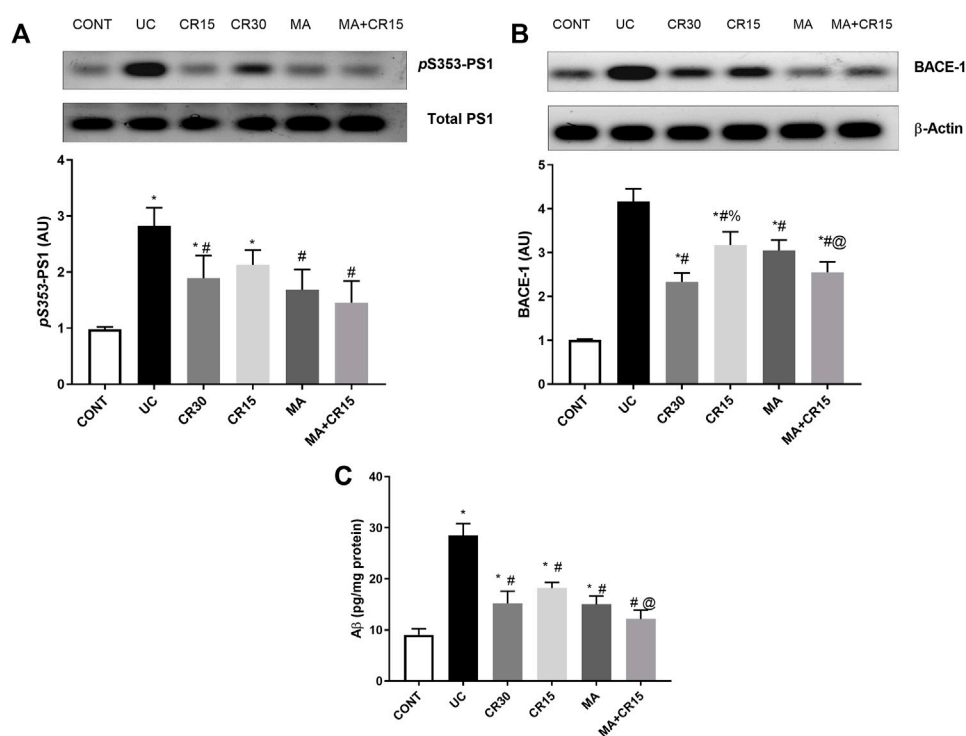 A
CONT UC CR15 CR30 MA MA+CR15
pS353-PS1
Total PS1
pS353-PS1 (AU)
4
3
2
1
0
*
* #
*
#
#
CONT UC CR30 CR15 MA MA+CR15
B
CONT UC CR30 CR15 MA MA+CR15
BACE-1
β-Actin
BACE-1 (AU)
5
4
3
2
1
0
*#
*#%
*#
*#@
CONT UC CR30 CR15 MA MA+CR15
C
Aβ (pg/mg protein)
40
30
20
10
0
*
* #
* #
* #
# @
CONT UC CR30 CR15 MA MA+CR15